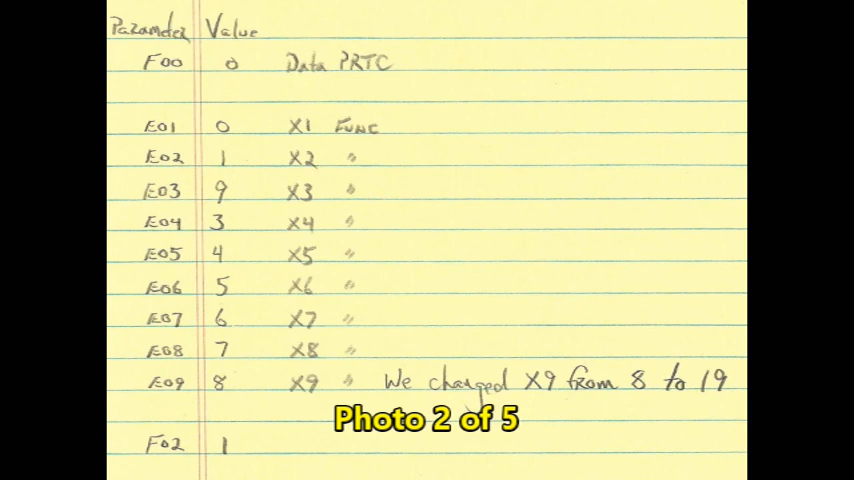 Parameter Value
F00 0 Data PRTC
E01 0 X1 FUNC
E02 1 X2 "
E03 9 X3 "
E04 3 X4 "
E05 4 X5 "
E06 5 X6 "
E07 6 X7 "
E08 7 X8 "
E09 8 X9 " We changed X9 from 8 to 19
Photo 2 of 5
F02 1